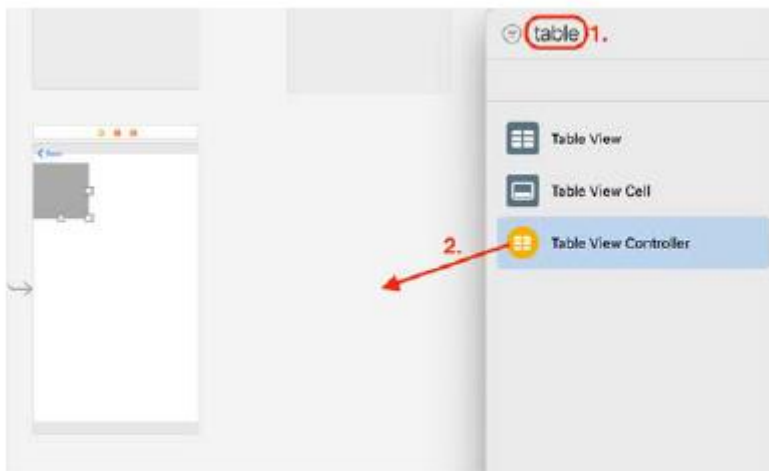 table 1.
Table View
Table View Cell
2.
Table View Controller